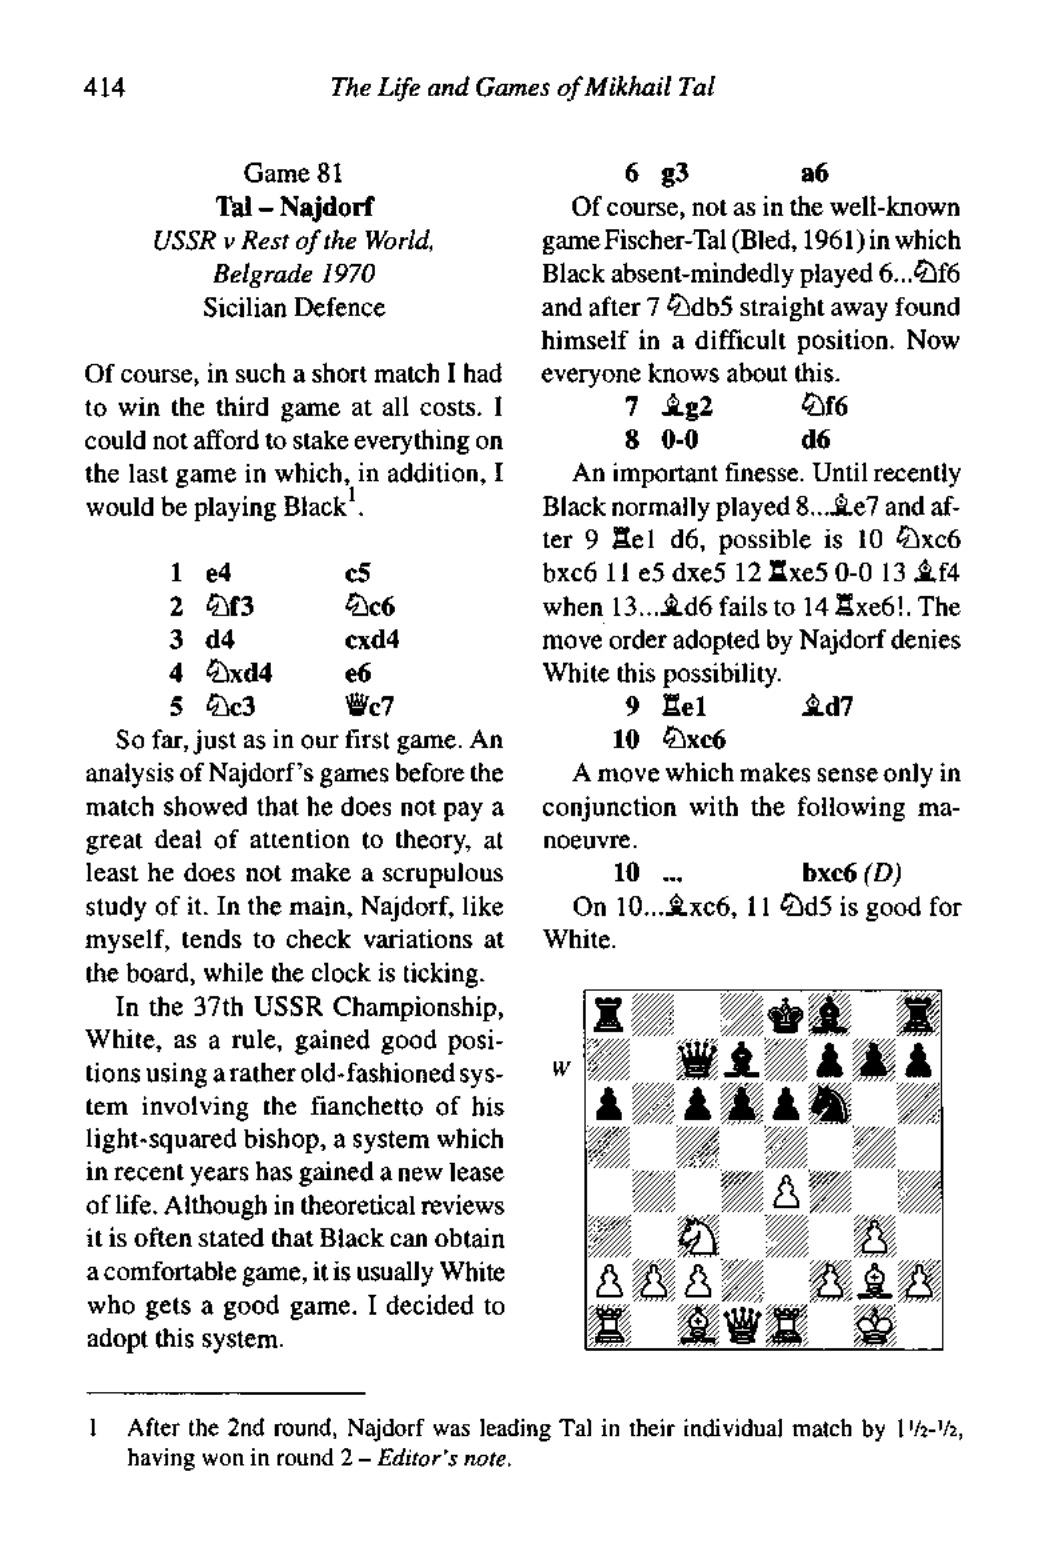 414 The Life and Games of Mikhail Tal
Game 81
Tal – Najdorf
USSR v Rest of the World,
Belgrade 1970
Sicilian Defence
Of course, in such a short match I had
to win the third game at all costs. I
could not afford to stake everything on
the last game in which, in addition, I
would be playing Black¹.
1 e4 c5
2 ♘f3 ♘c6
3 d4 cxd4
4 ♘xd4 e6
5 ♘c3 ♛c7
So far, just as in our first game. An
analysis of Najdorf's games before the
match showed that he does not pay a
great deal of attention to theory, at
least he does not make a scrupulous
study of it. In the main, Najdorf, like
myself, tends to check variations at
the board, while the clock is ticking.
In the 37th USSR Championship,
White, as a rule, gained good posi-
tions using a rather old-fashioned sys-
tem involving the fianchetto of his
light-squared bishop, a system which
in recent years has gained a new lease
of life. Although in theoretical reviews
it is often stated that Black can obtain
a comfortable game, it is usually White
who gets a good game. I decided to
adopt this system.
6 g3 a6
Of course, not as in the well-known
game Fischer-Tal (Bled, 1961) in which
Black absent-mindedly played 6...♘f6
and after 7 ♘db5 straight away found
himself in a difficult position. Now
everyone knows about this.
7 ♗g2 ♘f6
8 0-0 d6
An important finesse. Until recently
Black normally played 8...♗e7 and af-
ter 9 ♖e1 d6, possible is 10 ♘xc6
bxc6 11 e5 dxe5 12 ♖xe5 0-0 13 ♗f4
when 13...♗d6 fails to 14 ♖xe6!. The
move order adopted by Najdorf denies
White this possibility.
9 ♖e1 ♗d7
10 ♘xc6
A move which makes sense only in
conjunction with the following ma-
noeuvre.
10 ... bxc6 (D)
On 10...♗xc6, 11 ♘d5 is good for
White.
W
1 After the 2nd round, Najdorf was leading Tal in their individual match by 1½-½,
having won in round 2 – Editor's note.